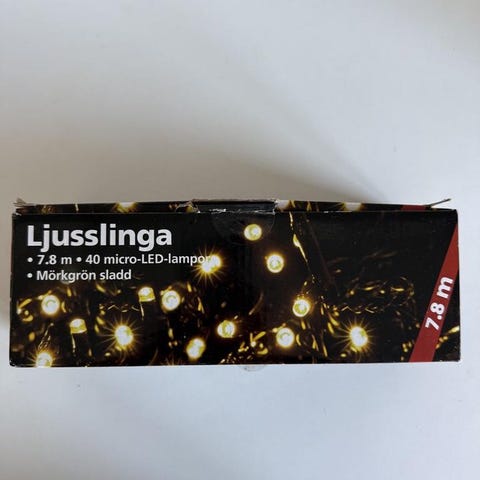 Ljusslinga
• 7.8 m • 40 micro-LED-lampor
• Mörkgrön sladd
7.8 m